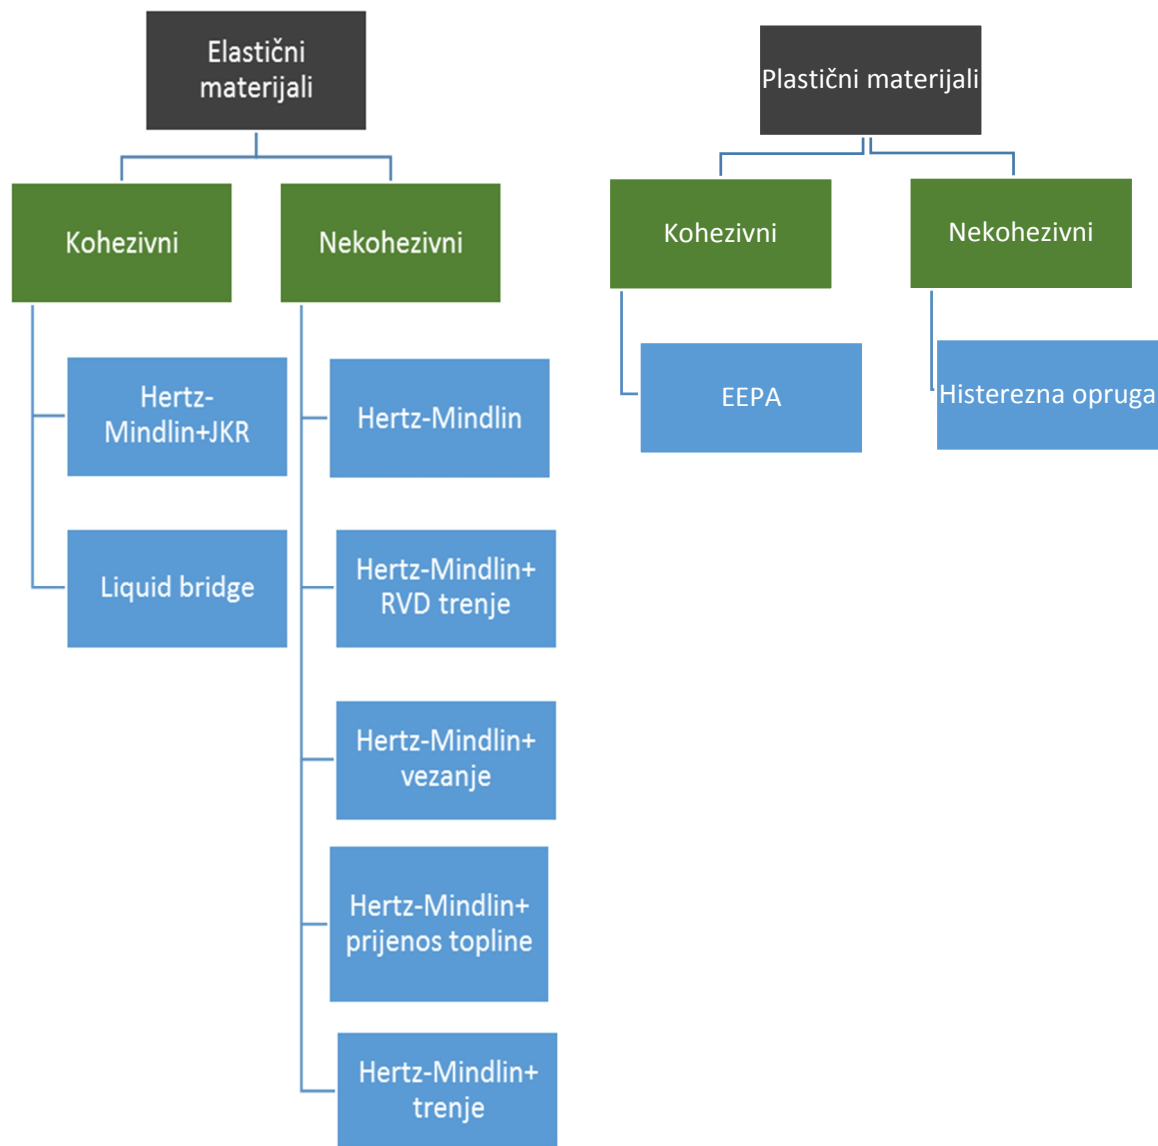 Elastični
materijali
Kohezivni
Nekohezivni
Hertz-
Mindlin+JKR
Liquid bridge
Hertz-Mindlin
Hertz-Mindlin+
RVD trenje
Hertz-Mindlin+
vezanje
Hertz-Mindlin+
prijenos topline
Hertz-Mindlin+
trenje
Plastični materijali
Kohezivni
Nekohezivni
EEPA
Histerezna opruga